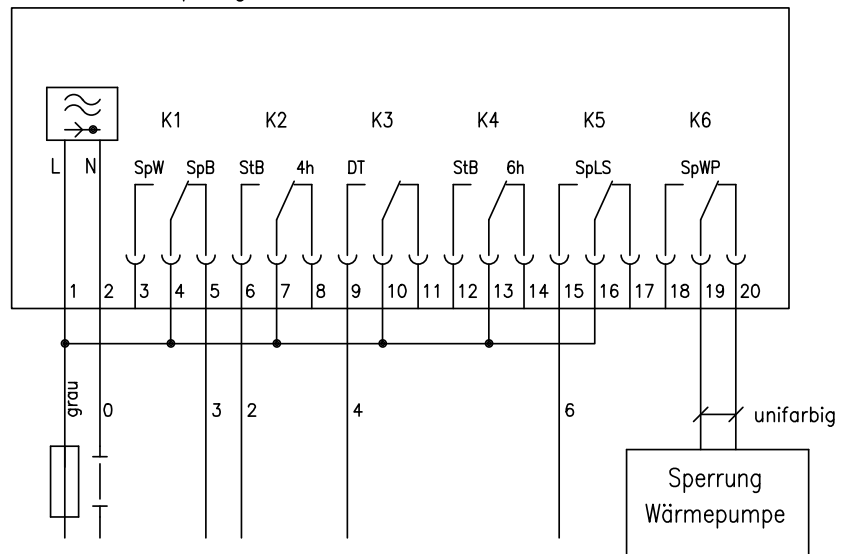 K1 K2 K3 K4 K5 K6
L N SpW SpB StB 4h DT StB 6h SpLS SpWP
1 2 3 4 5 6 7 8 9 10 11 12 13 14 15 16 17 18 19 20
grau 0 3 2 4 6 unifarbig
Sperrung
Wärmepumpe